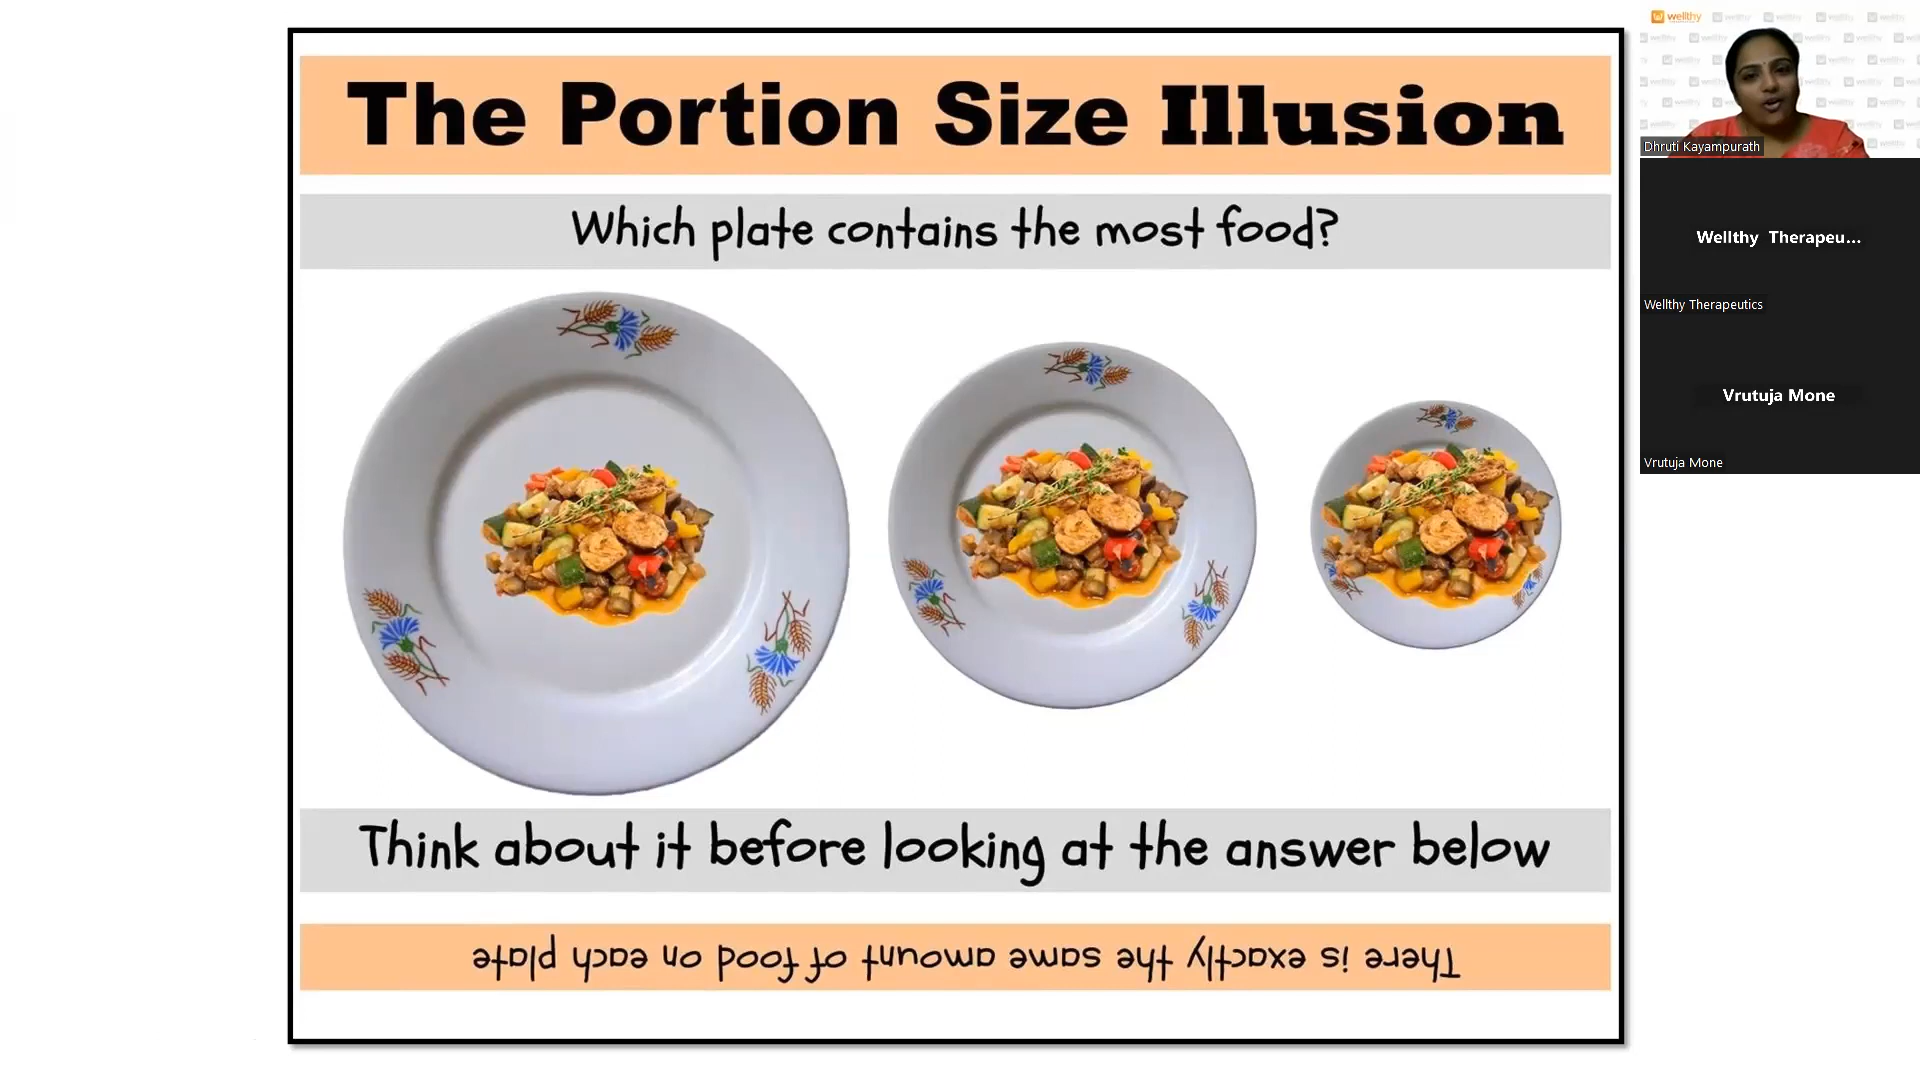 The Portion Size Illusion
Which plate contains the most food?
Think about it before looking at the answer below
There is exactly the same amount of food on each plate
wellthy
Dhruti Kayampurath
Wellthy Therapeu...
Wellthy Therapeutics
Vrutuja Mone
Vrutuja Mone